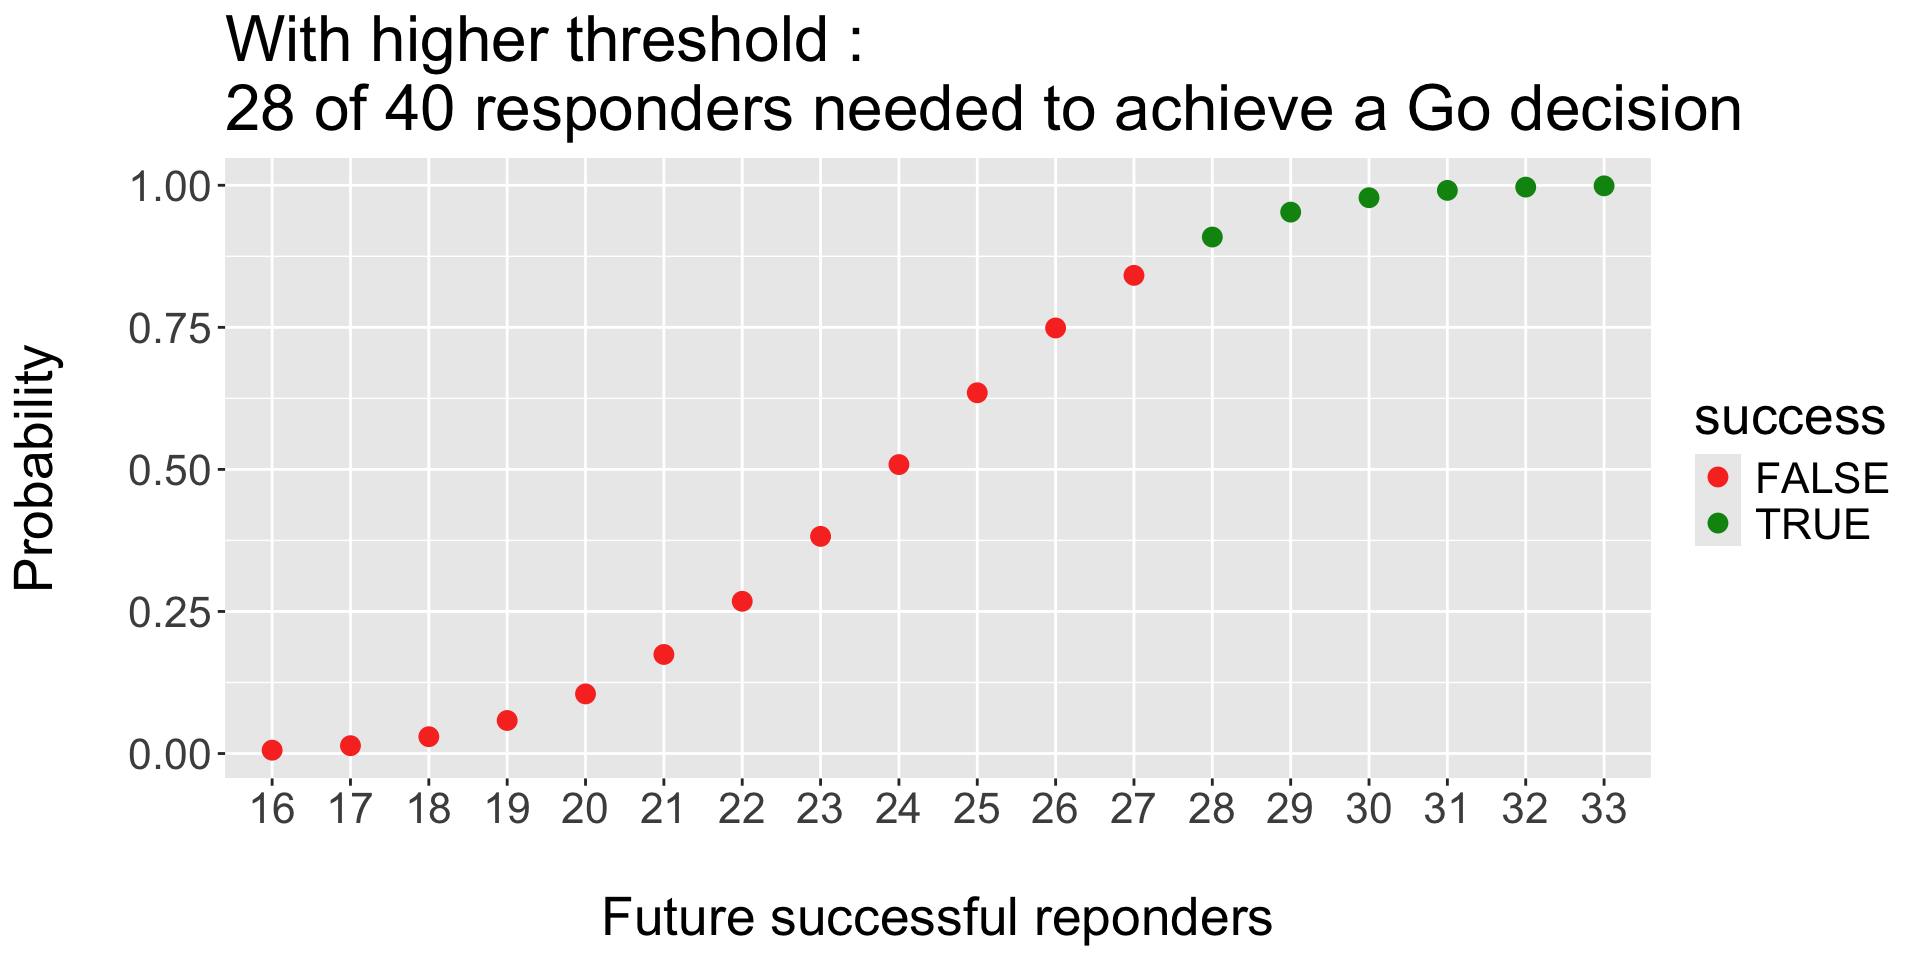 With higher threshold :
28 of 40 responders needed to achieve a Go decision
Probability
1.00
0.75
0.50
0.25
0.00
16 17 18 19 20 21 22 23 24 25 26 27 28 29 30 31 32 33
Future successful reponders
success
FALSE
TRUE